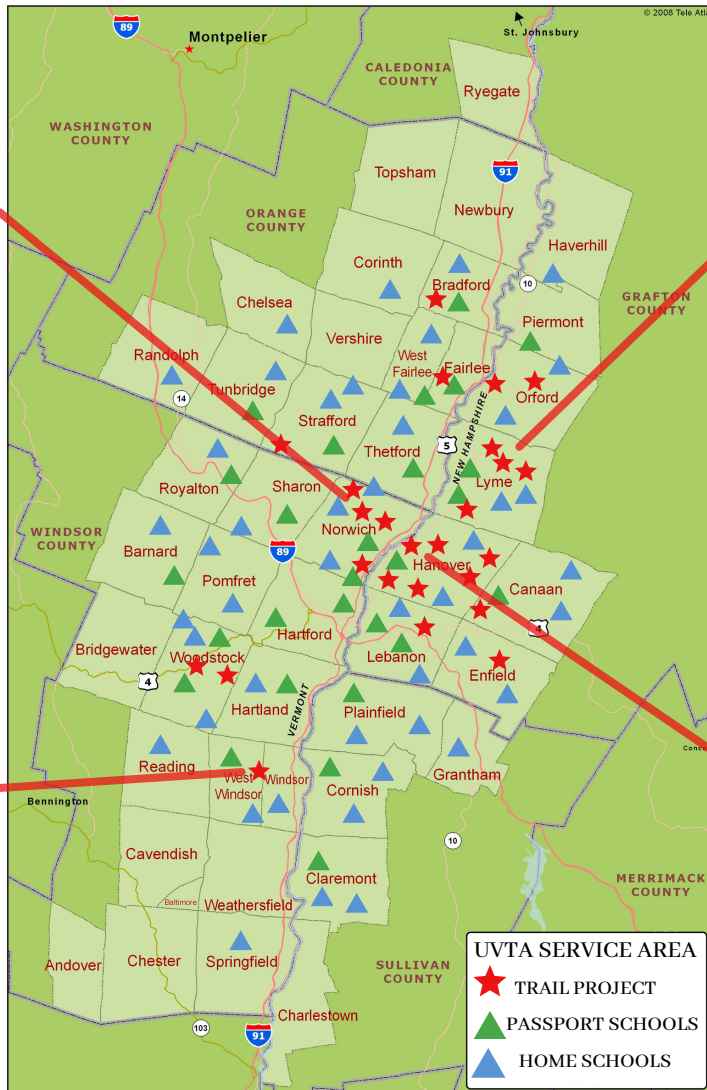 © 2008 Tele Atl
89
Montpelier
St. Johnsbury
CALEDONIA
COUNTY
Ryegate
WASHINGTON
COUNTY
Topsham
91
Newbury
ORANGE
COUNTY
Haverhill
Corinth
Bradford
10
GRAFTON
COUNTY
Chelsea
Piermont
Vershire
Randolph
West
Fairlee
Fairlee
Orford
Tunbridge
14
Strafford
NEW HAMPSHIRE
Thetford
5
Lyme
Sharon
Royalton
Norwich
WINDSOR
COUNTY
Barnard
89
Hanover
Canaan
Pomfret
Hartford
4
Bridgewater
Woodstock
Lebanon
Enfield
4
Hartland
VERMONT
Plainfield
Conco
Reading
West
Windsor
Windsor
Grantham
Cornish
Bennington
10
Cavendish
Claremont
MERRIMACK
COUNTY
Baltimore
Weathersfield
Andover
Chester
Springfield
SULLIVAN
COUNTY
Charlestown
103
91
UVTA SERVICE AREA
TRAIL PROJECT
PASSPORT SCHOOLS
HOME SCHOOLS